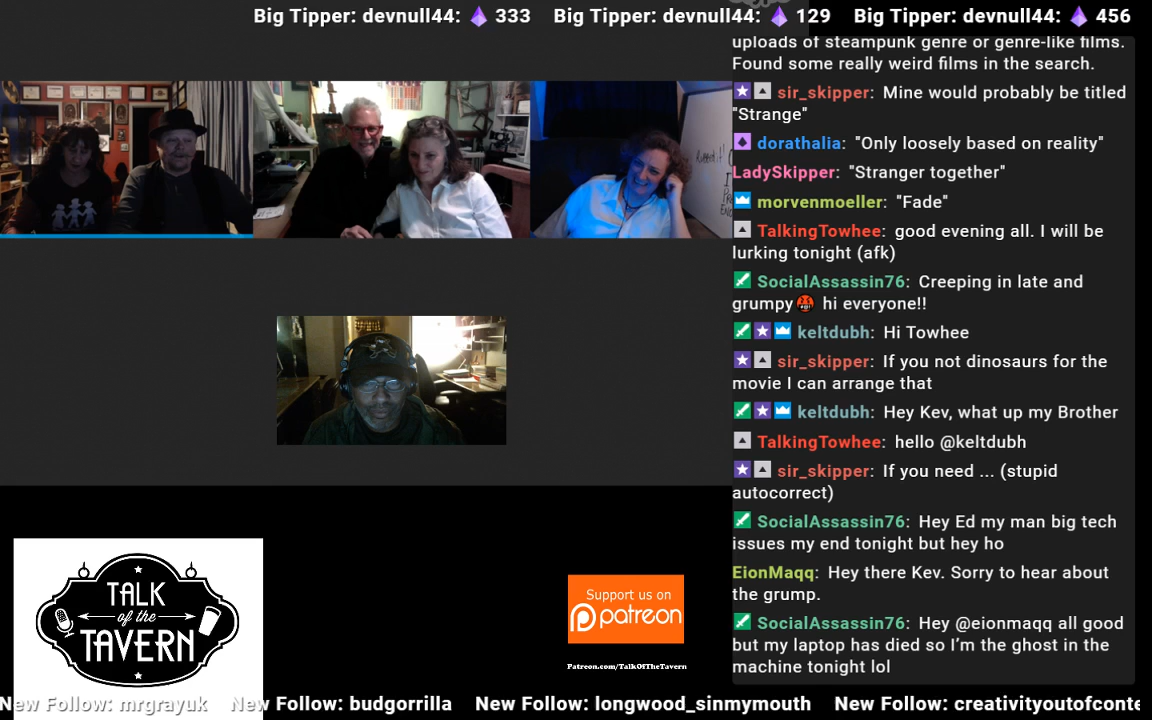 Big Tipper: devnull44: 333 Big Tipper: devnull44: 129 Big Tipper: devnull44: 456
uploads of steampunk genre or genre-like films.
Found some really weird films in the search.
sir_skipper: Mine would probably be titled
"Strange"
dorathalia: "Only loosely based on reality"
LadySkipper: "Stranger together"
morvenmoeller: "Fade"
TalkingTowhee: good evening all. I will be
lurking tonight (afk)
SocialAssassin76: Creeping in late and
grumpy🤬 hi everyone!!
keltdubh: Hi Towhee
sir_skipper: If you not dinosaurs for the
movie I can arrange that
keltdubh: Hey Kev, what up my Brother
TalkingTowhee: hello @keltdubh
sir_skipper: If you need ... (stupid
autocorrect)
SocialAssassin76: Hey Ed my man big tech
issues my end tonight but hey ho
EionMaqq: Hey there Kev. Sorry to hear about
the grump.
SocialAssassin76: Hey @eionmaqq all good
but my laptop has died so I'm the ghost in the
machine tonight lol
TALK
of the
TAVERN
Support us on
patreon
Patreon.com/TalkOfTheTavern
New Follow: mrgrayuk New Follow: budgorrilla New Follow: longwood_sinmymouth New Follow: creativityoutofconte